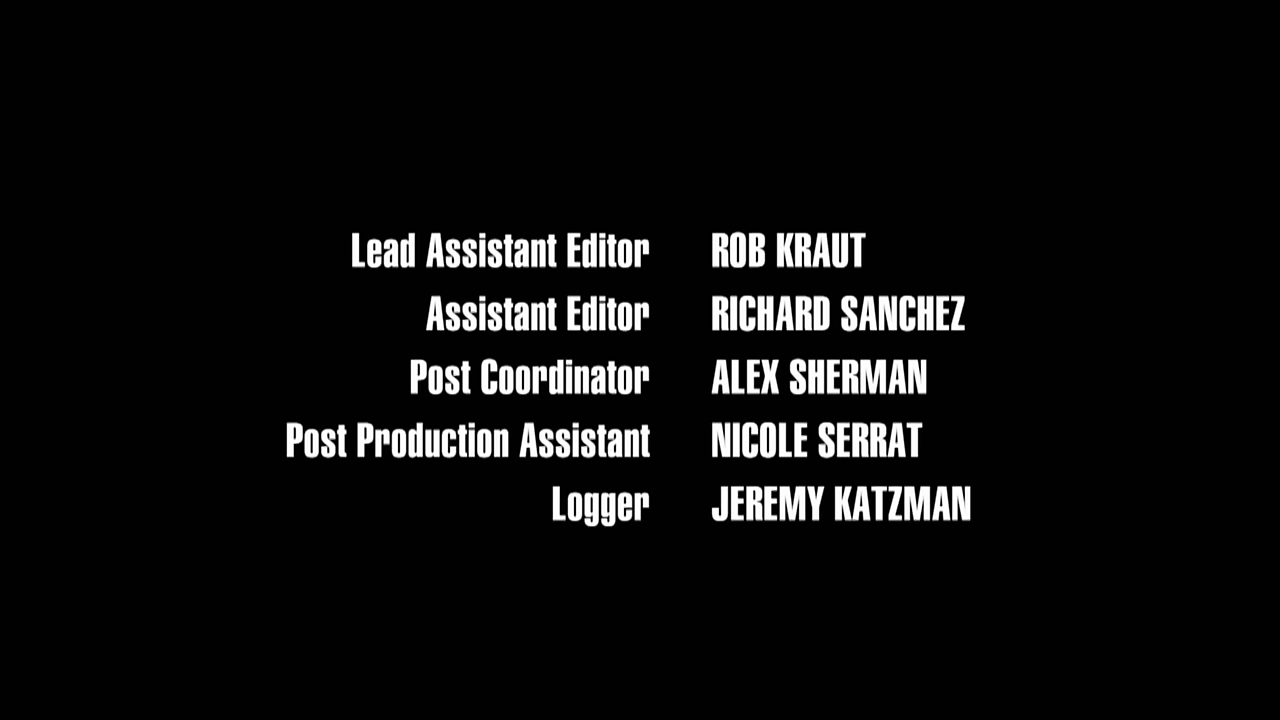 Lead Assistant Editor ROB KRAUT
Assistant Editor RICHARD SANCHEZ
Post Coordinator ALEX SHERMAN
Post Production Assistant NICOLE SERRAT
Logger JEREMY KATZMAN